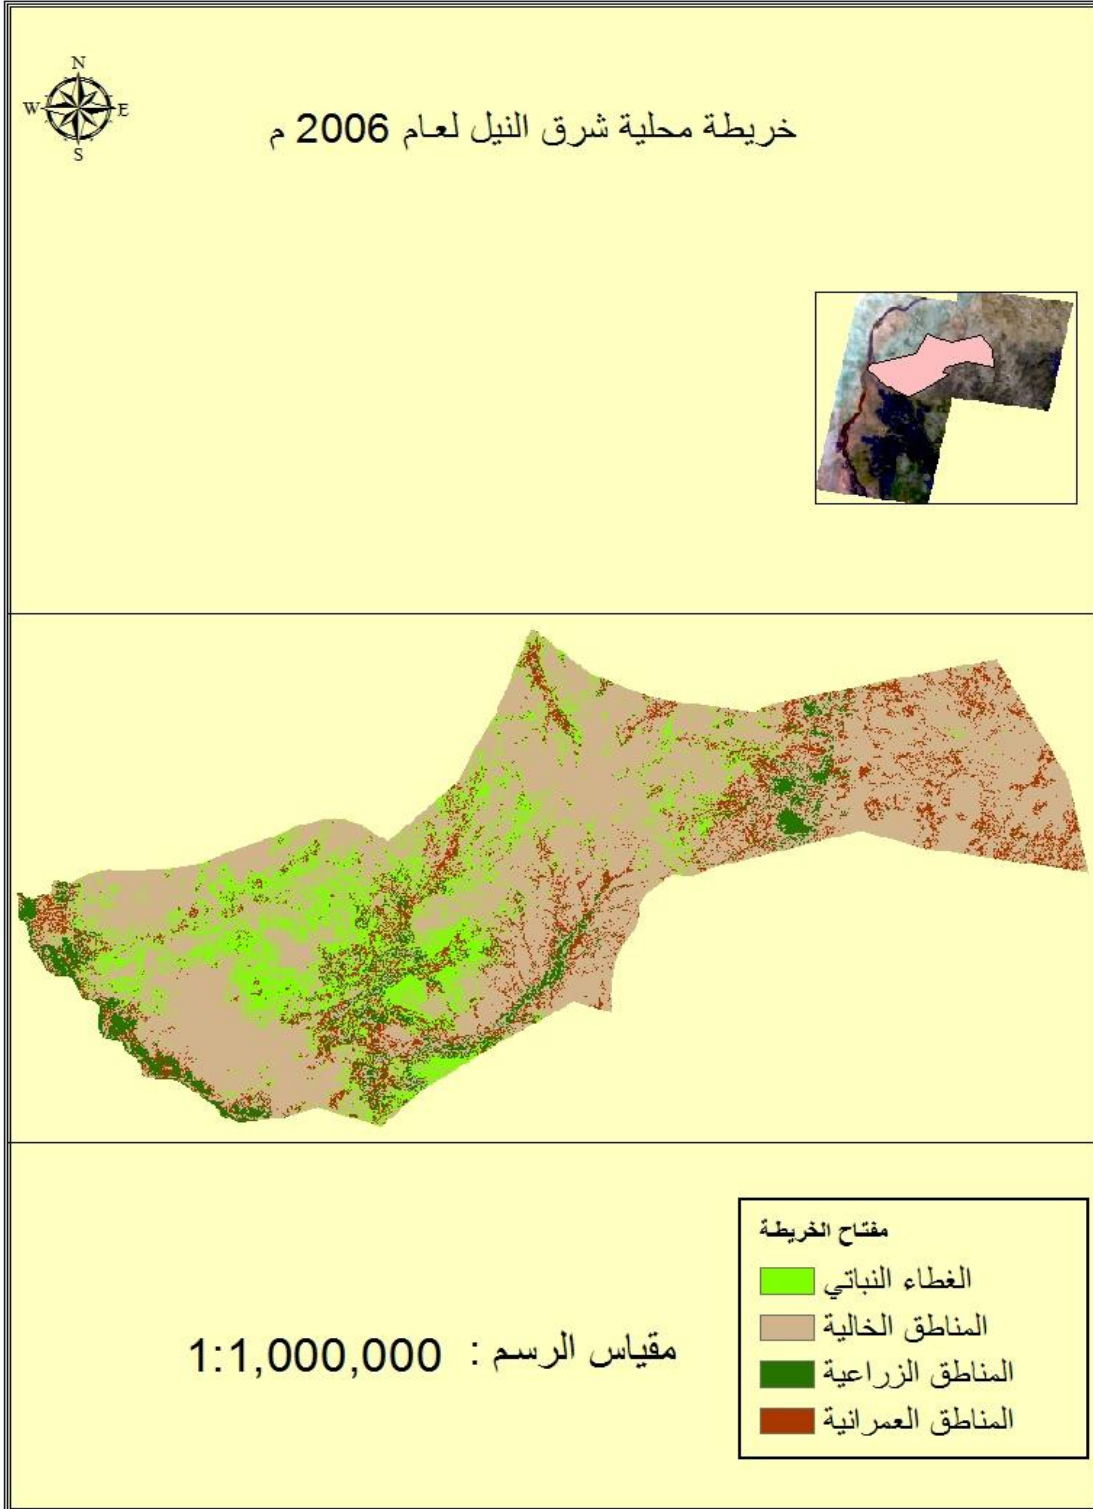 N
W E
S
خريطة محلية شرق النيل لعام 2006 م
مفتاح الخريطة
الغطاء النباتي
المناطق الخالية
المناطق الزراعية
المناطق العمرانية
مقياس الرسم : 1:1,000,000